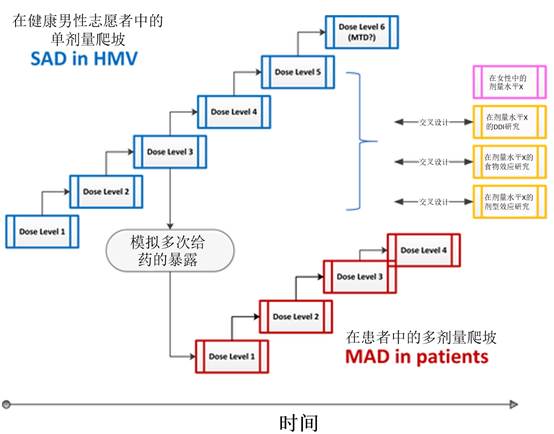 在健康男性志愿者中的
单剂量爬坡
SAD in HMV
Dose Level 6
(MTD?)
Dose Level 5
Dose Level 4
Dose Level 3
Dose Level 2
Dose Level 1
在女性中的
剂量水平X
交叉设计
在剂量水平X
的DDI研究
交叉设计
在剂量水平X的
食物效应研究
交叉设计
在剂量水平X的
剂型效应研究
模拟多次给
药的暴露
Dose Level 4
Dose Level 3
Dose Level 2
Dose Level 1
在患者中的多剂量爬坡
MAD in patients
时间